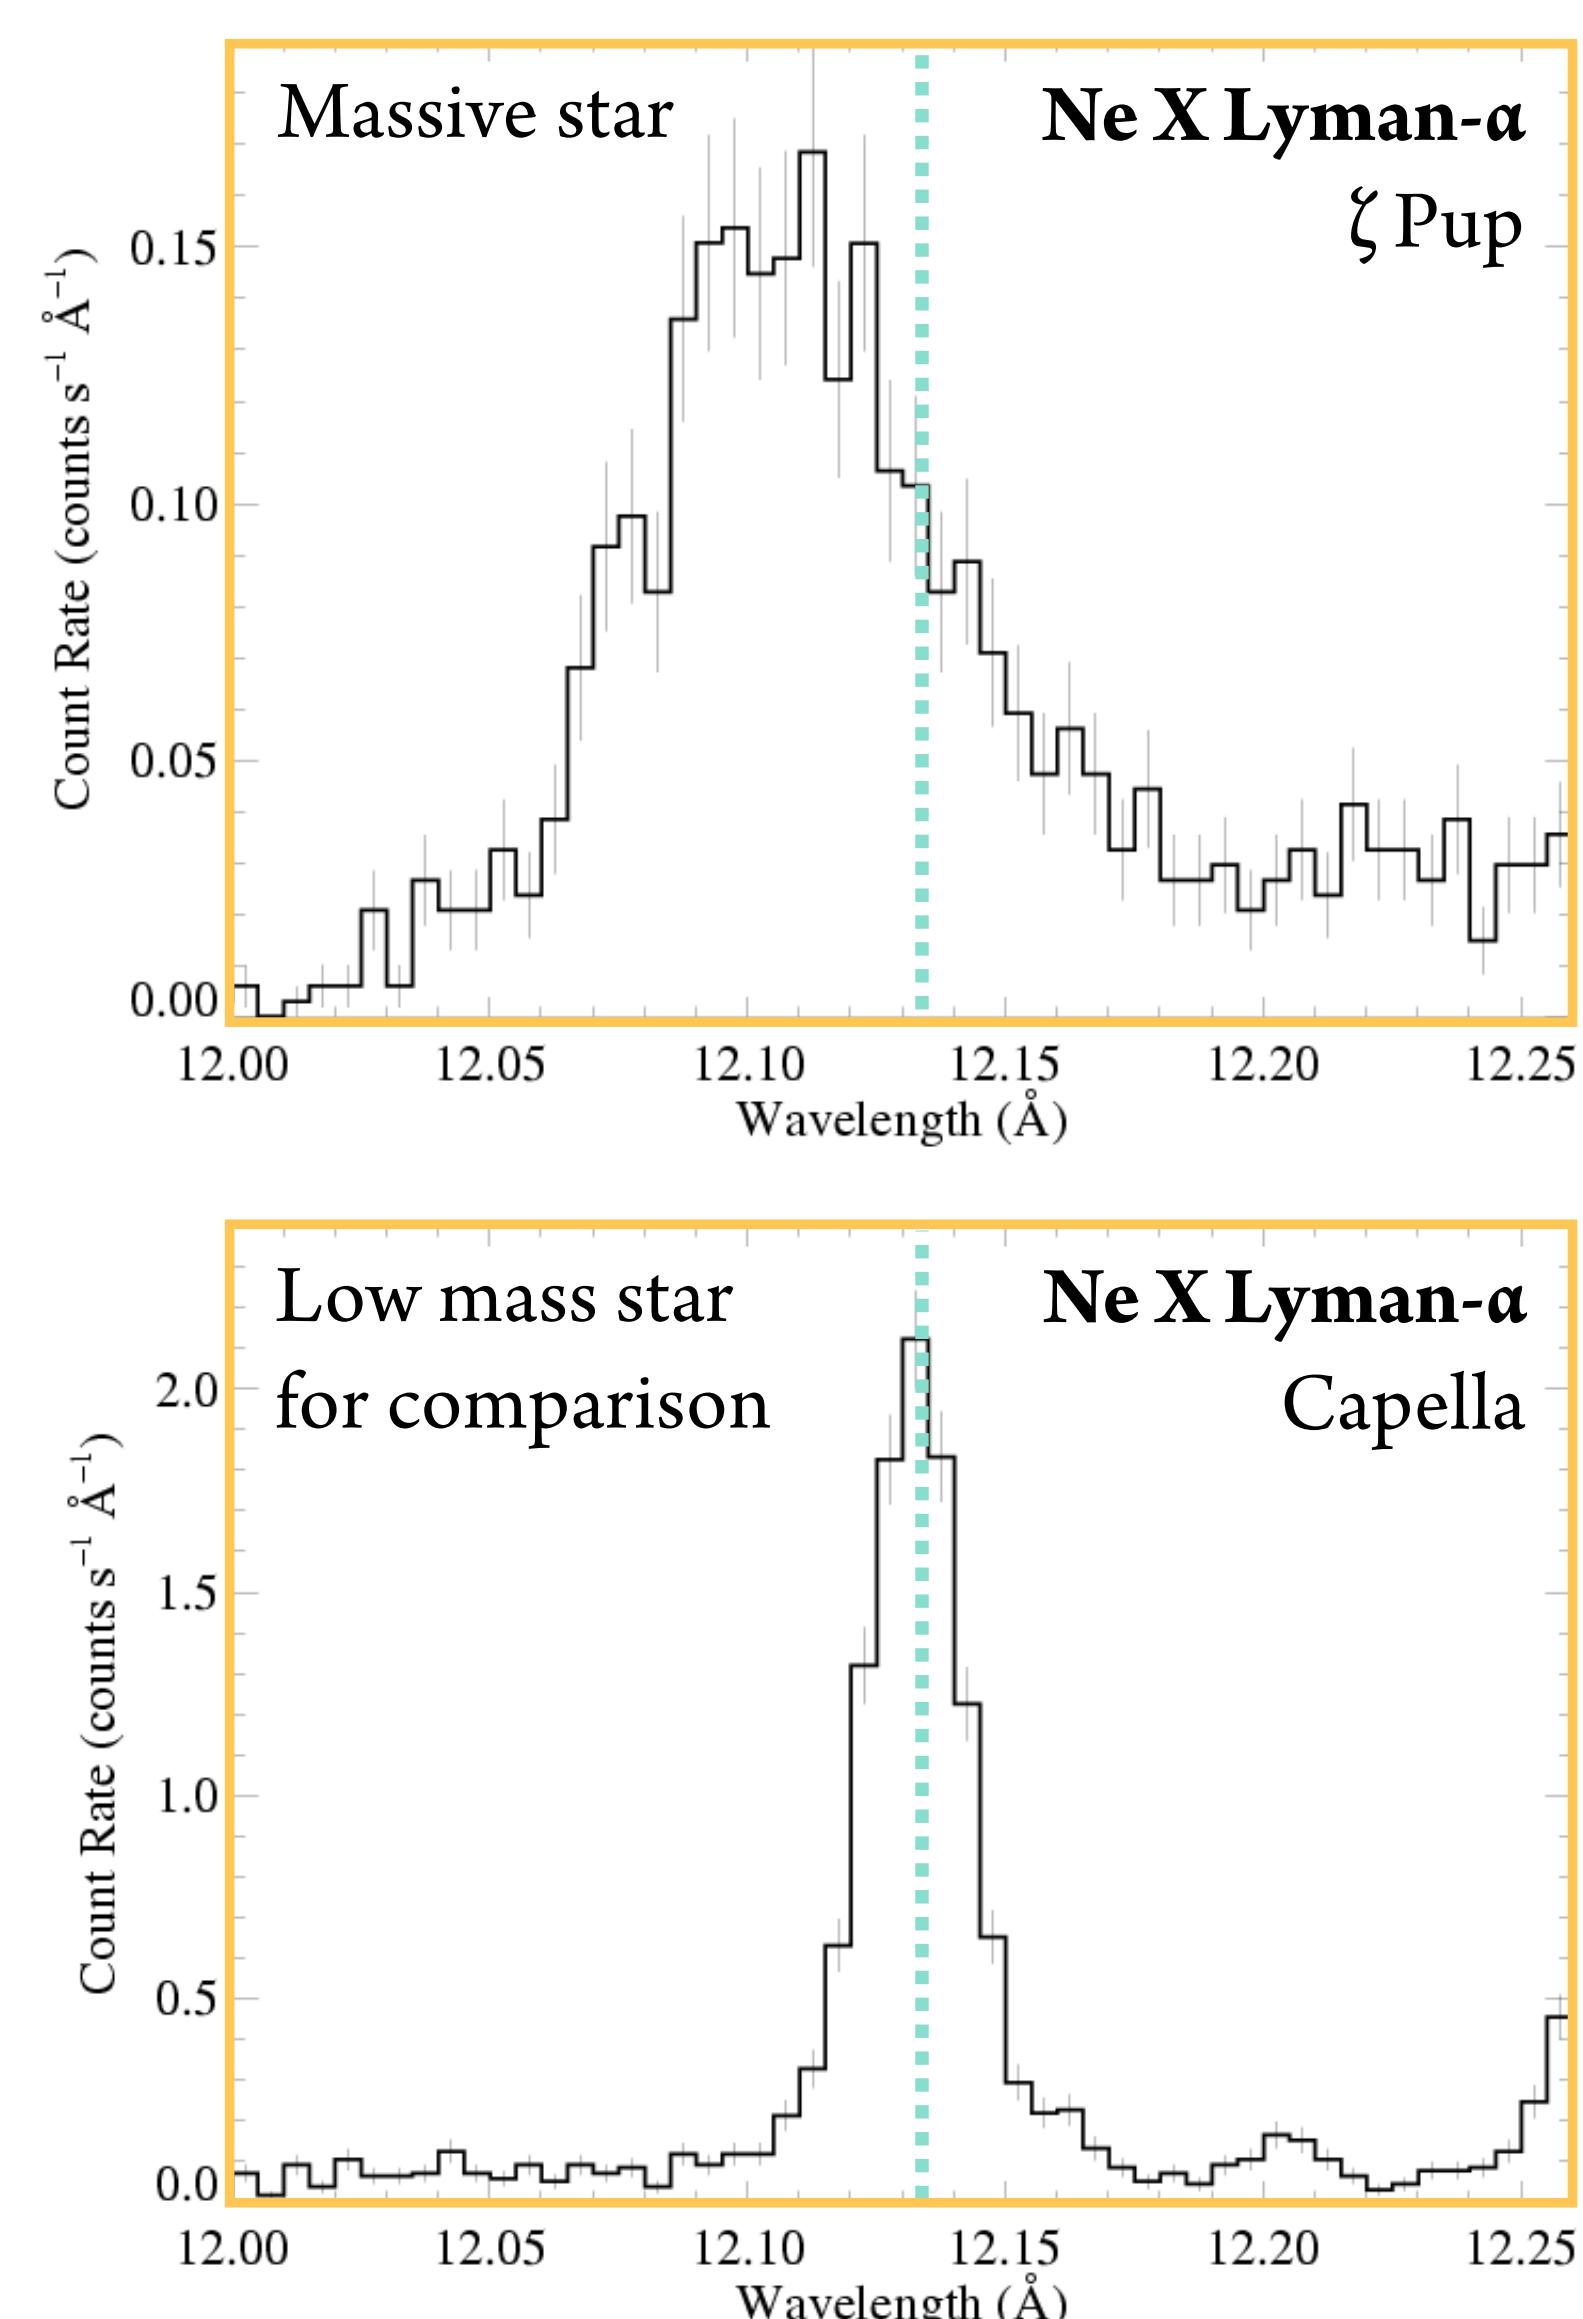 Massive star
Ne X Lyman-α
ζ Pup
Count Rate (counts s⁻¹ Å⁻¹)
0.15
0.10
0.05
0.00
12.00 12.05 12.10 12.15 12.20 12.25
Wavelength (Å)
Low mass star
for comparison
Ne X Lyman-α
Capella
Count Rate (counts s⁻¹ Å⁻¹)
2.0
1.5
1.0
0.5
0.0
12.00 12.05 12.10 12.15 12.20 12.25
Wavelength (Å)